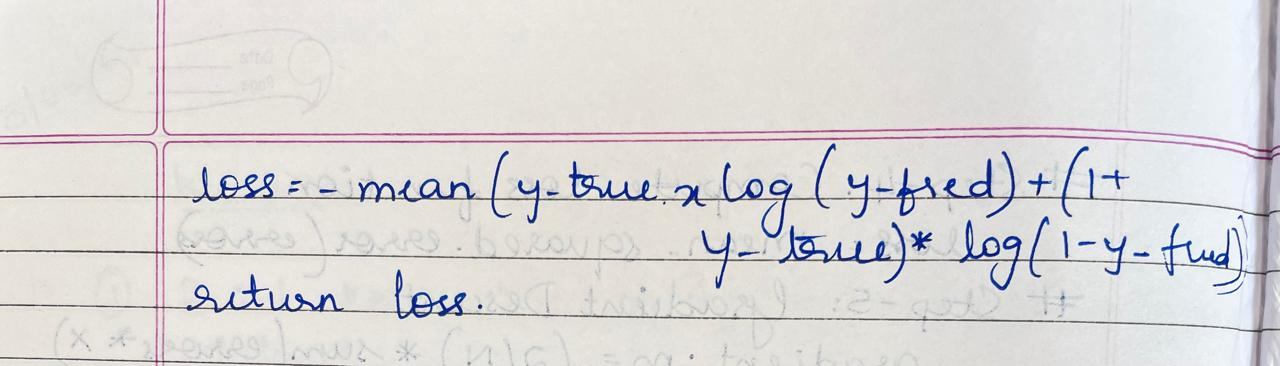 loss = - mean (y-true x log (y-pred) + (1+
y-true)* log(1-y-pred))
return loss.